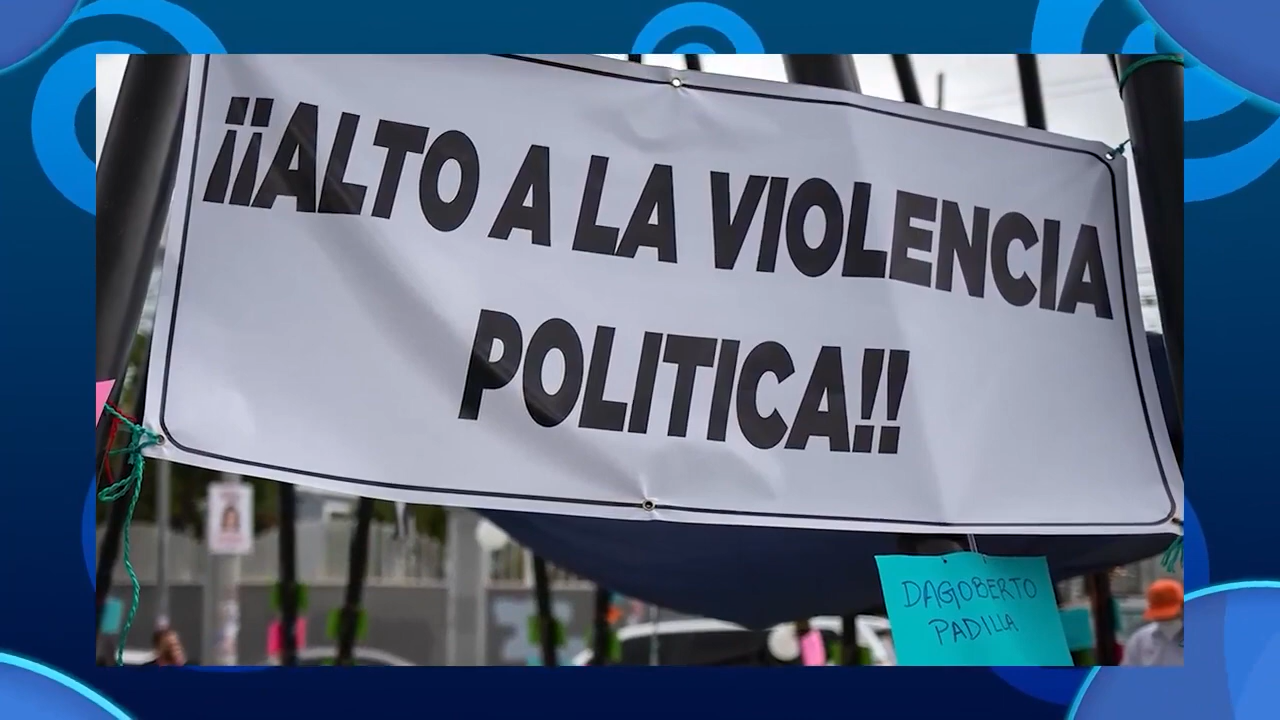 ¡¡ALTO A LA VIOLENCIA
POLITICA!!
DAGOBERTO
PADILLA